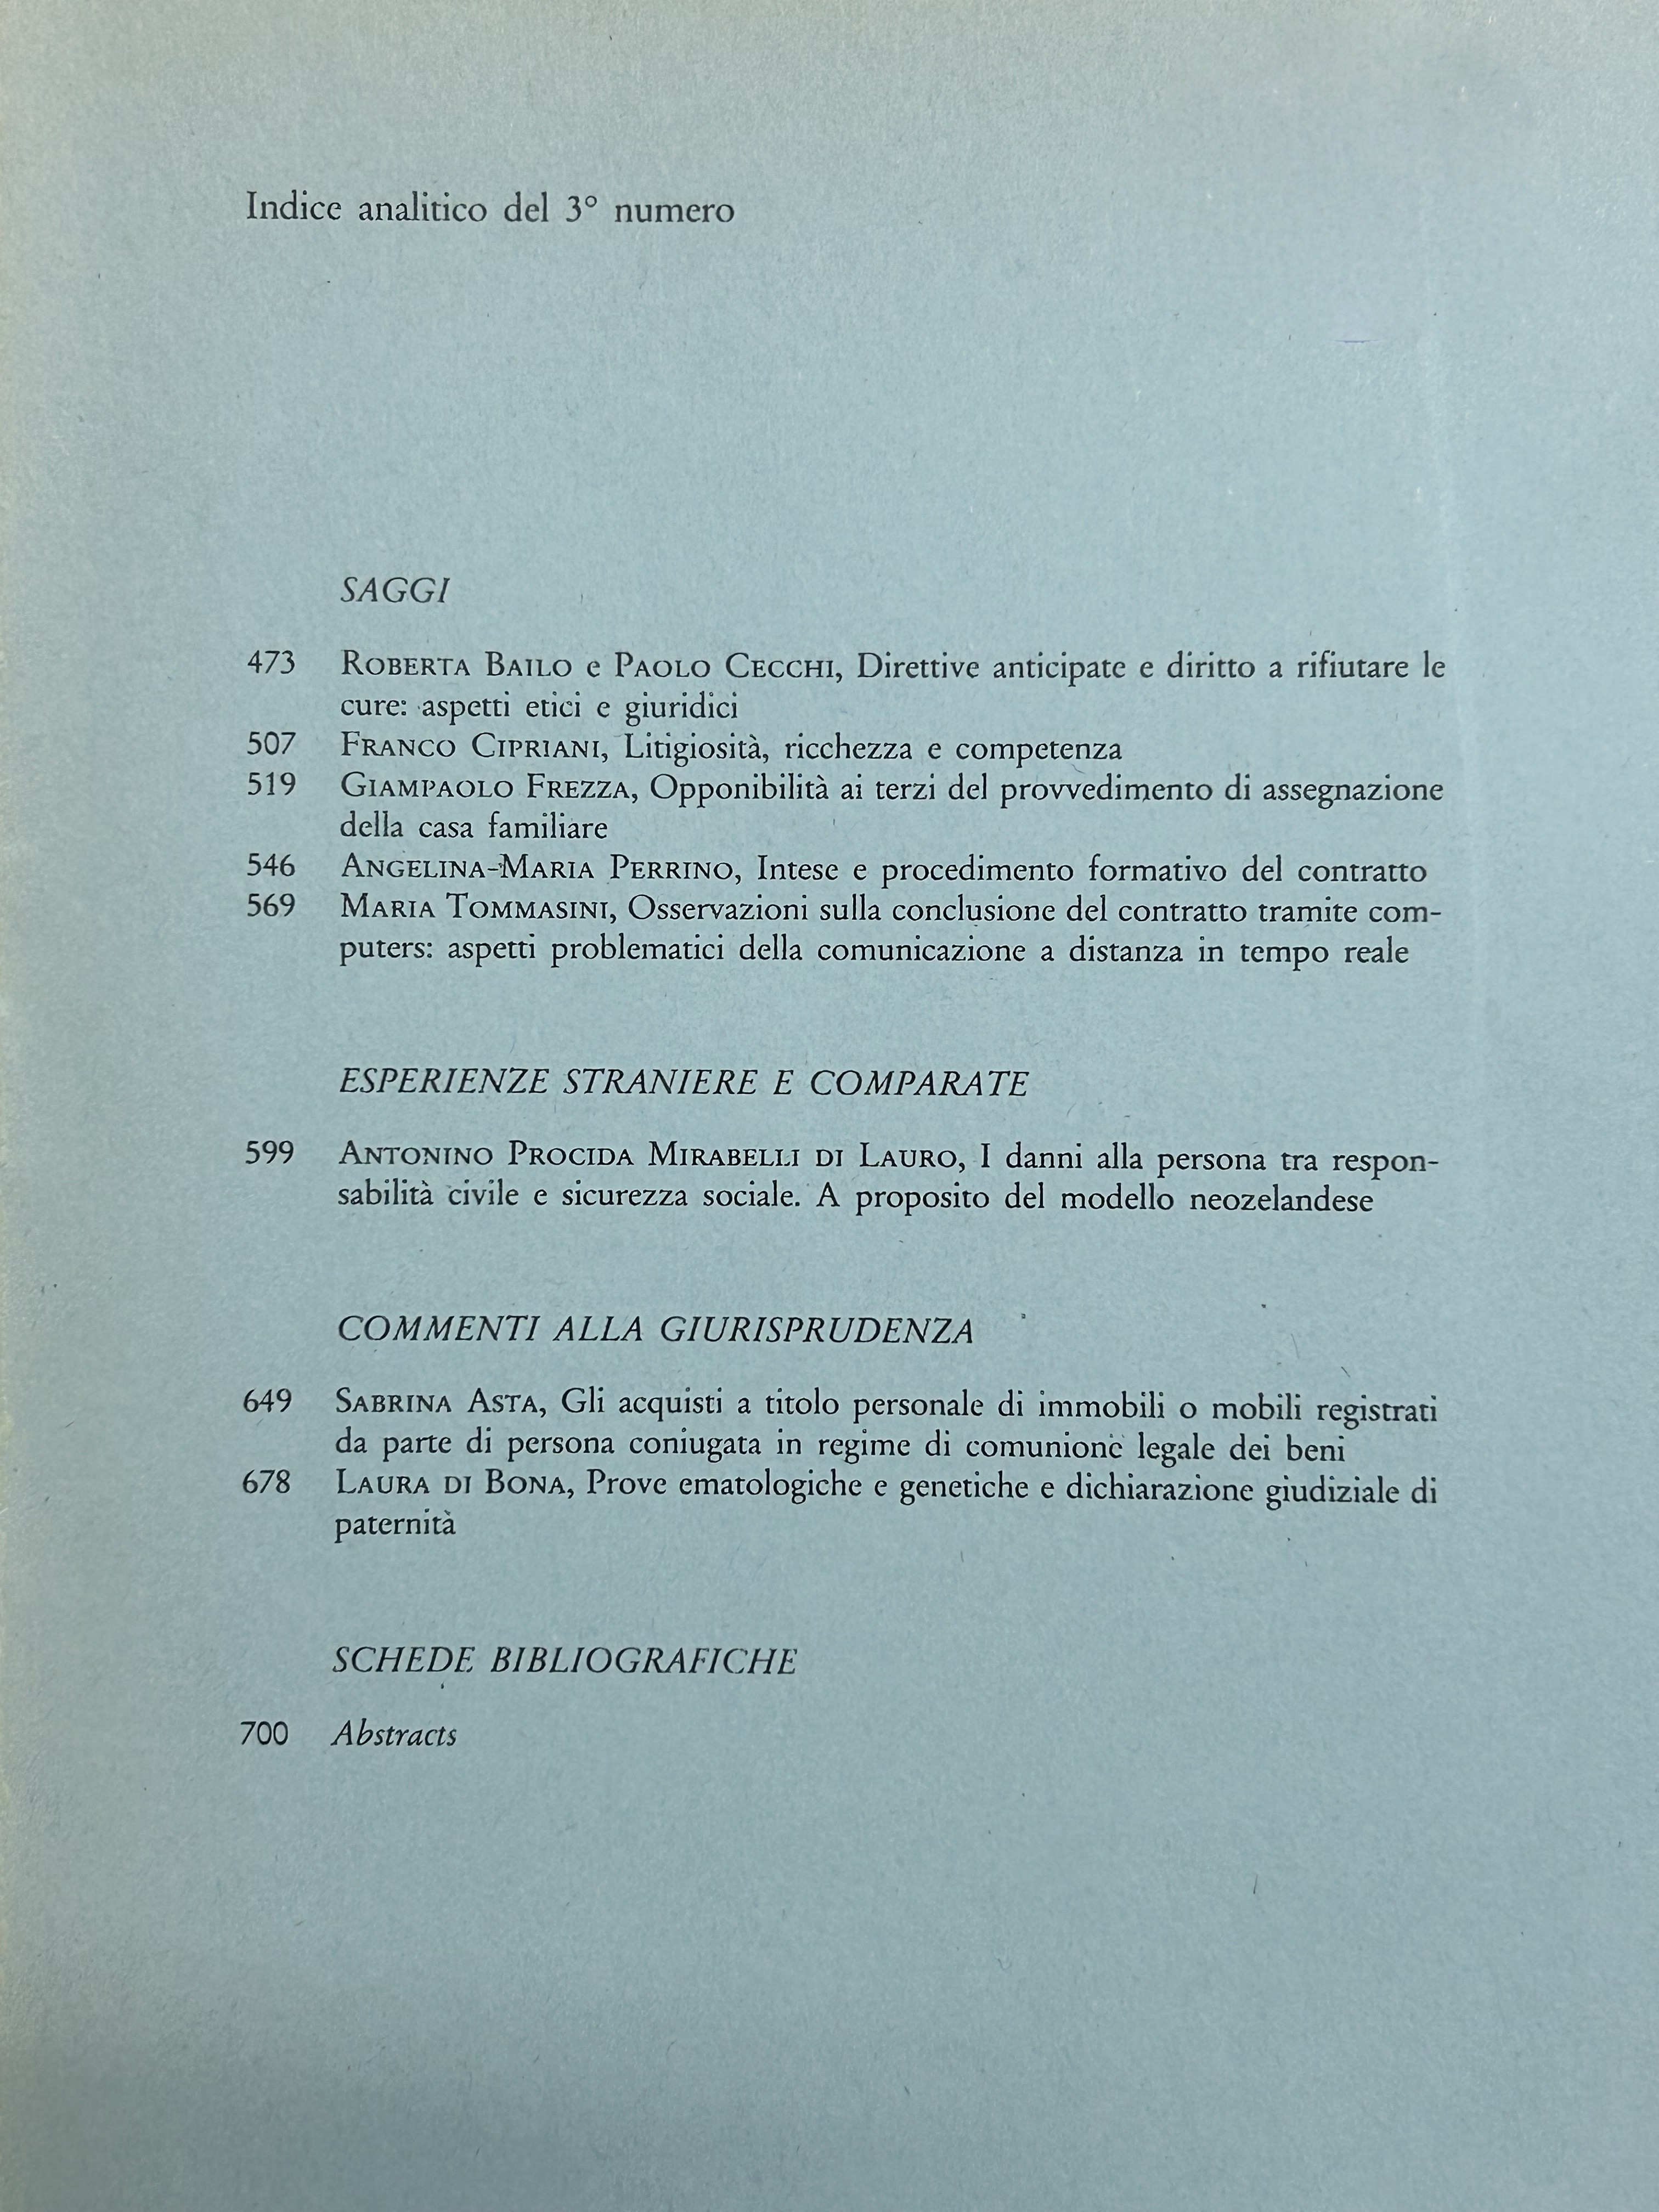 Indice analitico del 3° numero
SAGGI
473 ROBERTA BAILO e PAOLO CECCHI, Direttive anticipate e diritto a rifiutare le
cure: aspetti etici e giuridici
507 FRANCO CIPRIANI, Litigiosità, ricchezza e competenza
519 GIAMPAOLO FREZZA, Opponibilità ai terzi del provvedimento di assegnazione
della casa familiare
546 ANGELINA-MARIA PERRINO, Intese e procedimento formativo del contratto
569 MARIA TOMMASINI, Osservazioni sulla conclusione del contratto tramite com-
puters: aspetti problematici della comunicazione a distanza in tempo reale
ESPERIENZE STRANIERE E COMPARATE
599 ANTONINO PROCIDA MIRABELLI DI LAURO, I danni alla persona tra respon-
sabilità civile e sicurezza sociale. A proposito del modello neozelandese
COMMENTI ALLA GIURISPRUDENZA
649 SABRINA ASTA, Gli acquisti a titolo personale di immobili o mobili registrati
da parte di persona coniugata in regime di comunione legale dei beni
678 LAURA DI BONA, Prove ematologiche e genetiche e dichiarazione giudiziale di
paternità
SCHEDE BIBLIOGRAFICHE
700 Abstracts